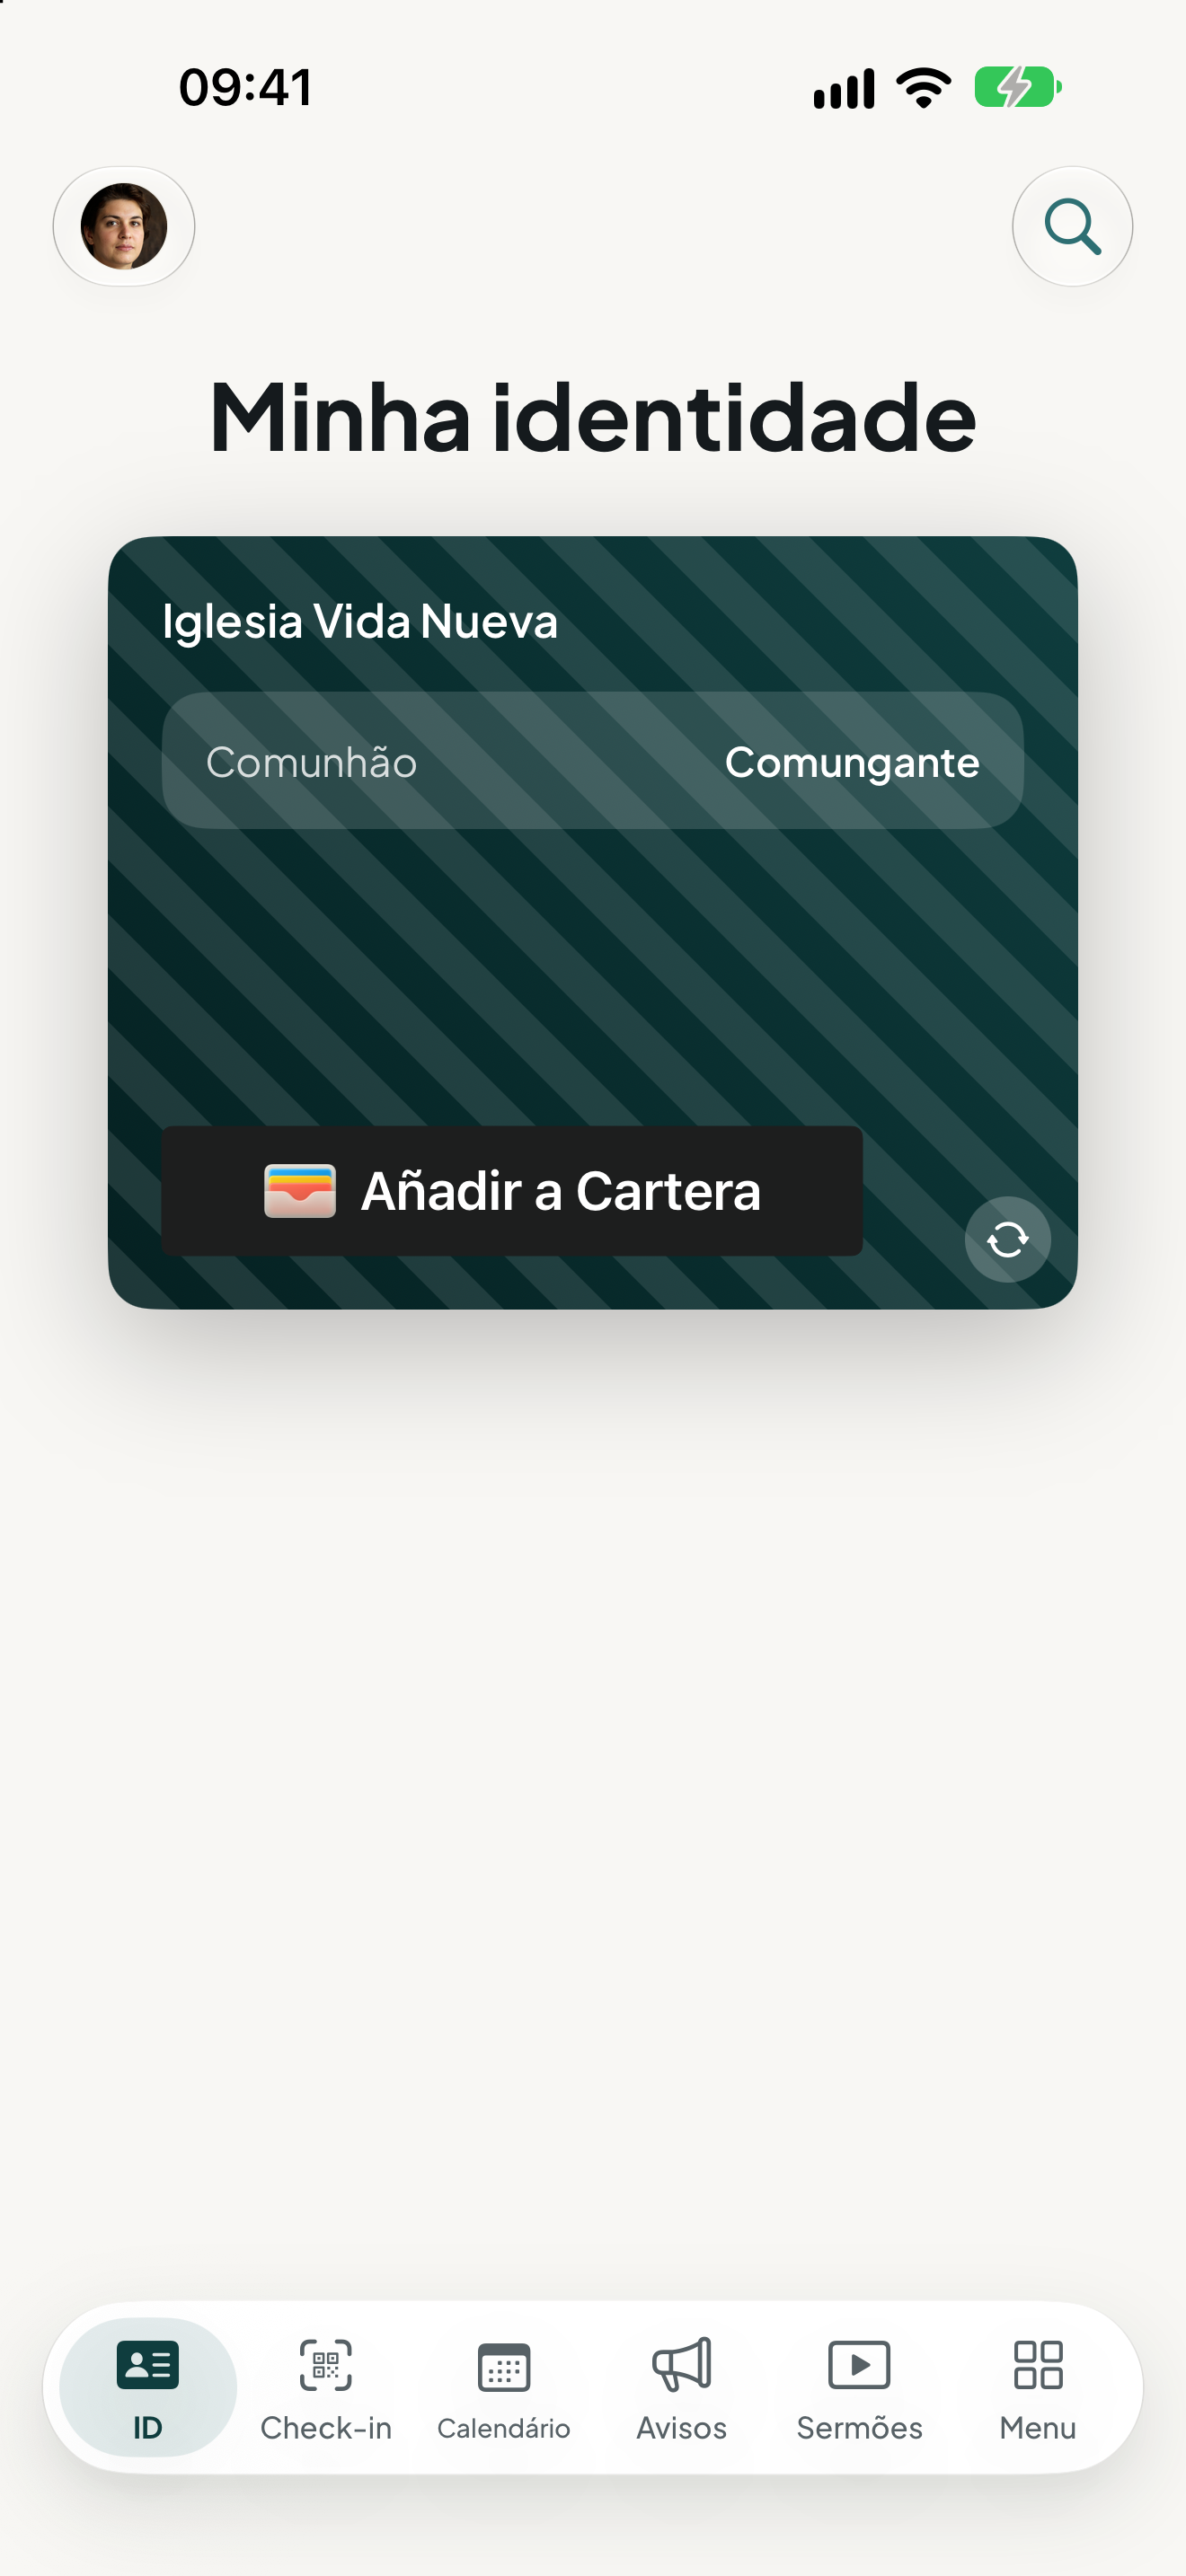 09:41
Minha identidade
Iglesia Vida Nueva
Comunhão Comungante
Añadir a Cartera
ID Check-in Calendário Avisos Sermões Menu